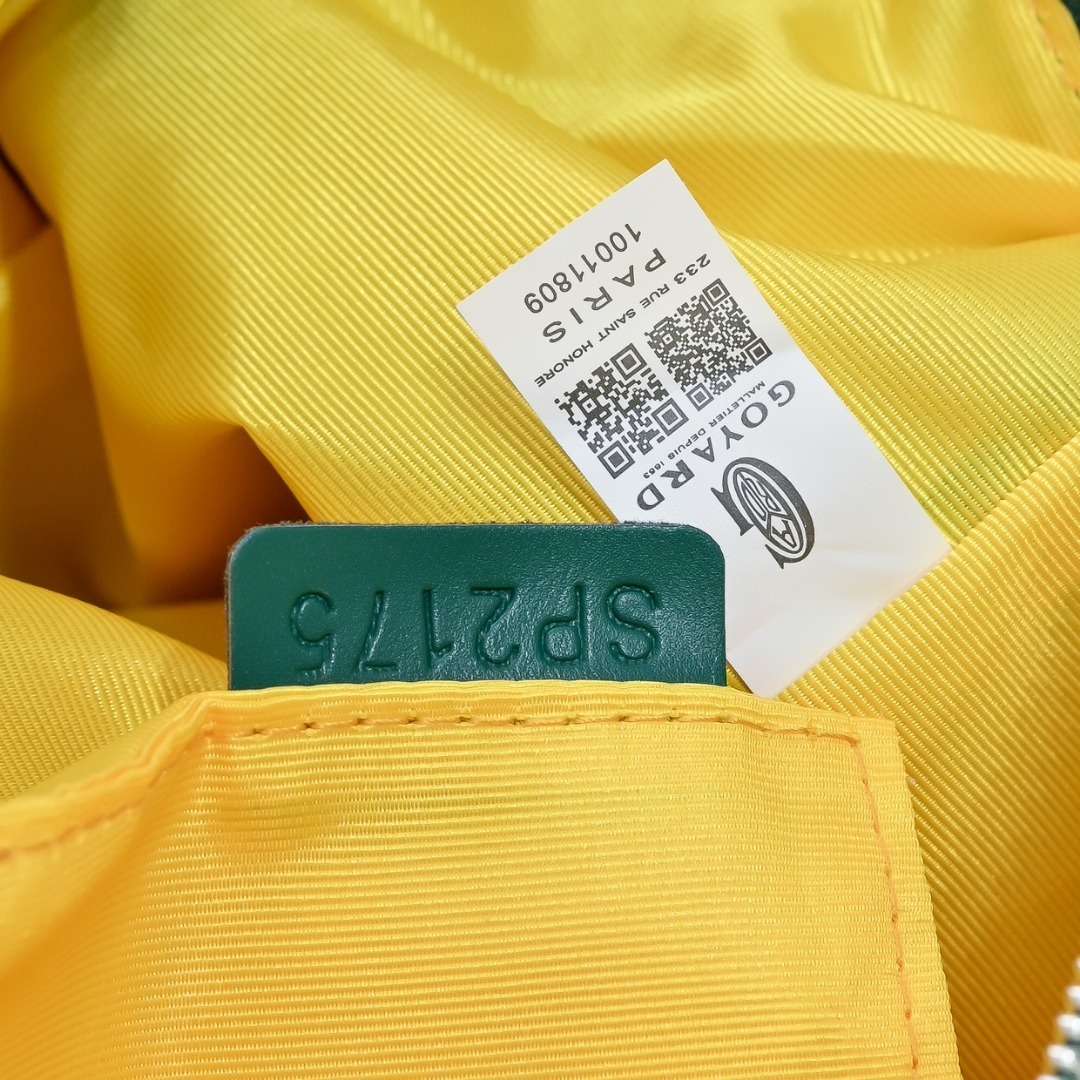 GOYARD
MALLETIER DEPUIS 1853
233 RUE SAINT HONORE
PARIS
10011809
SP2175